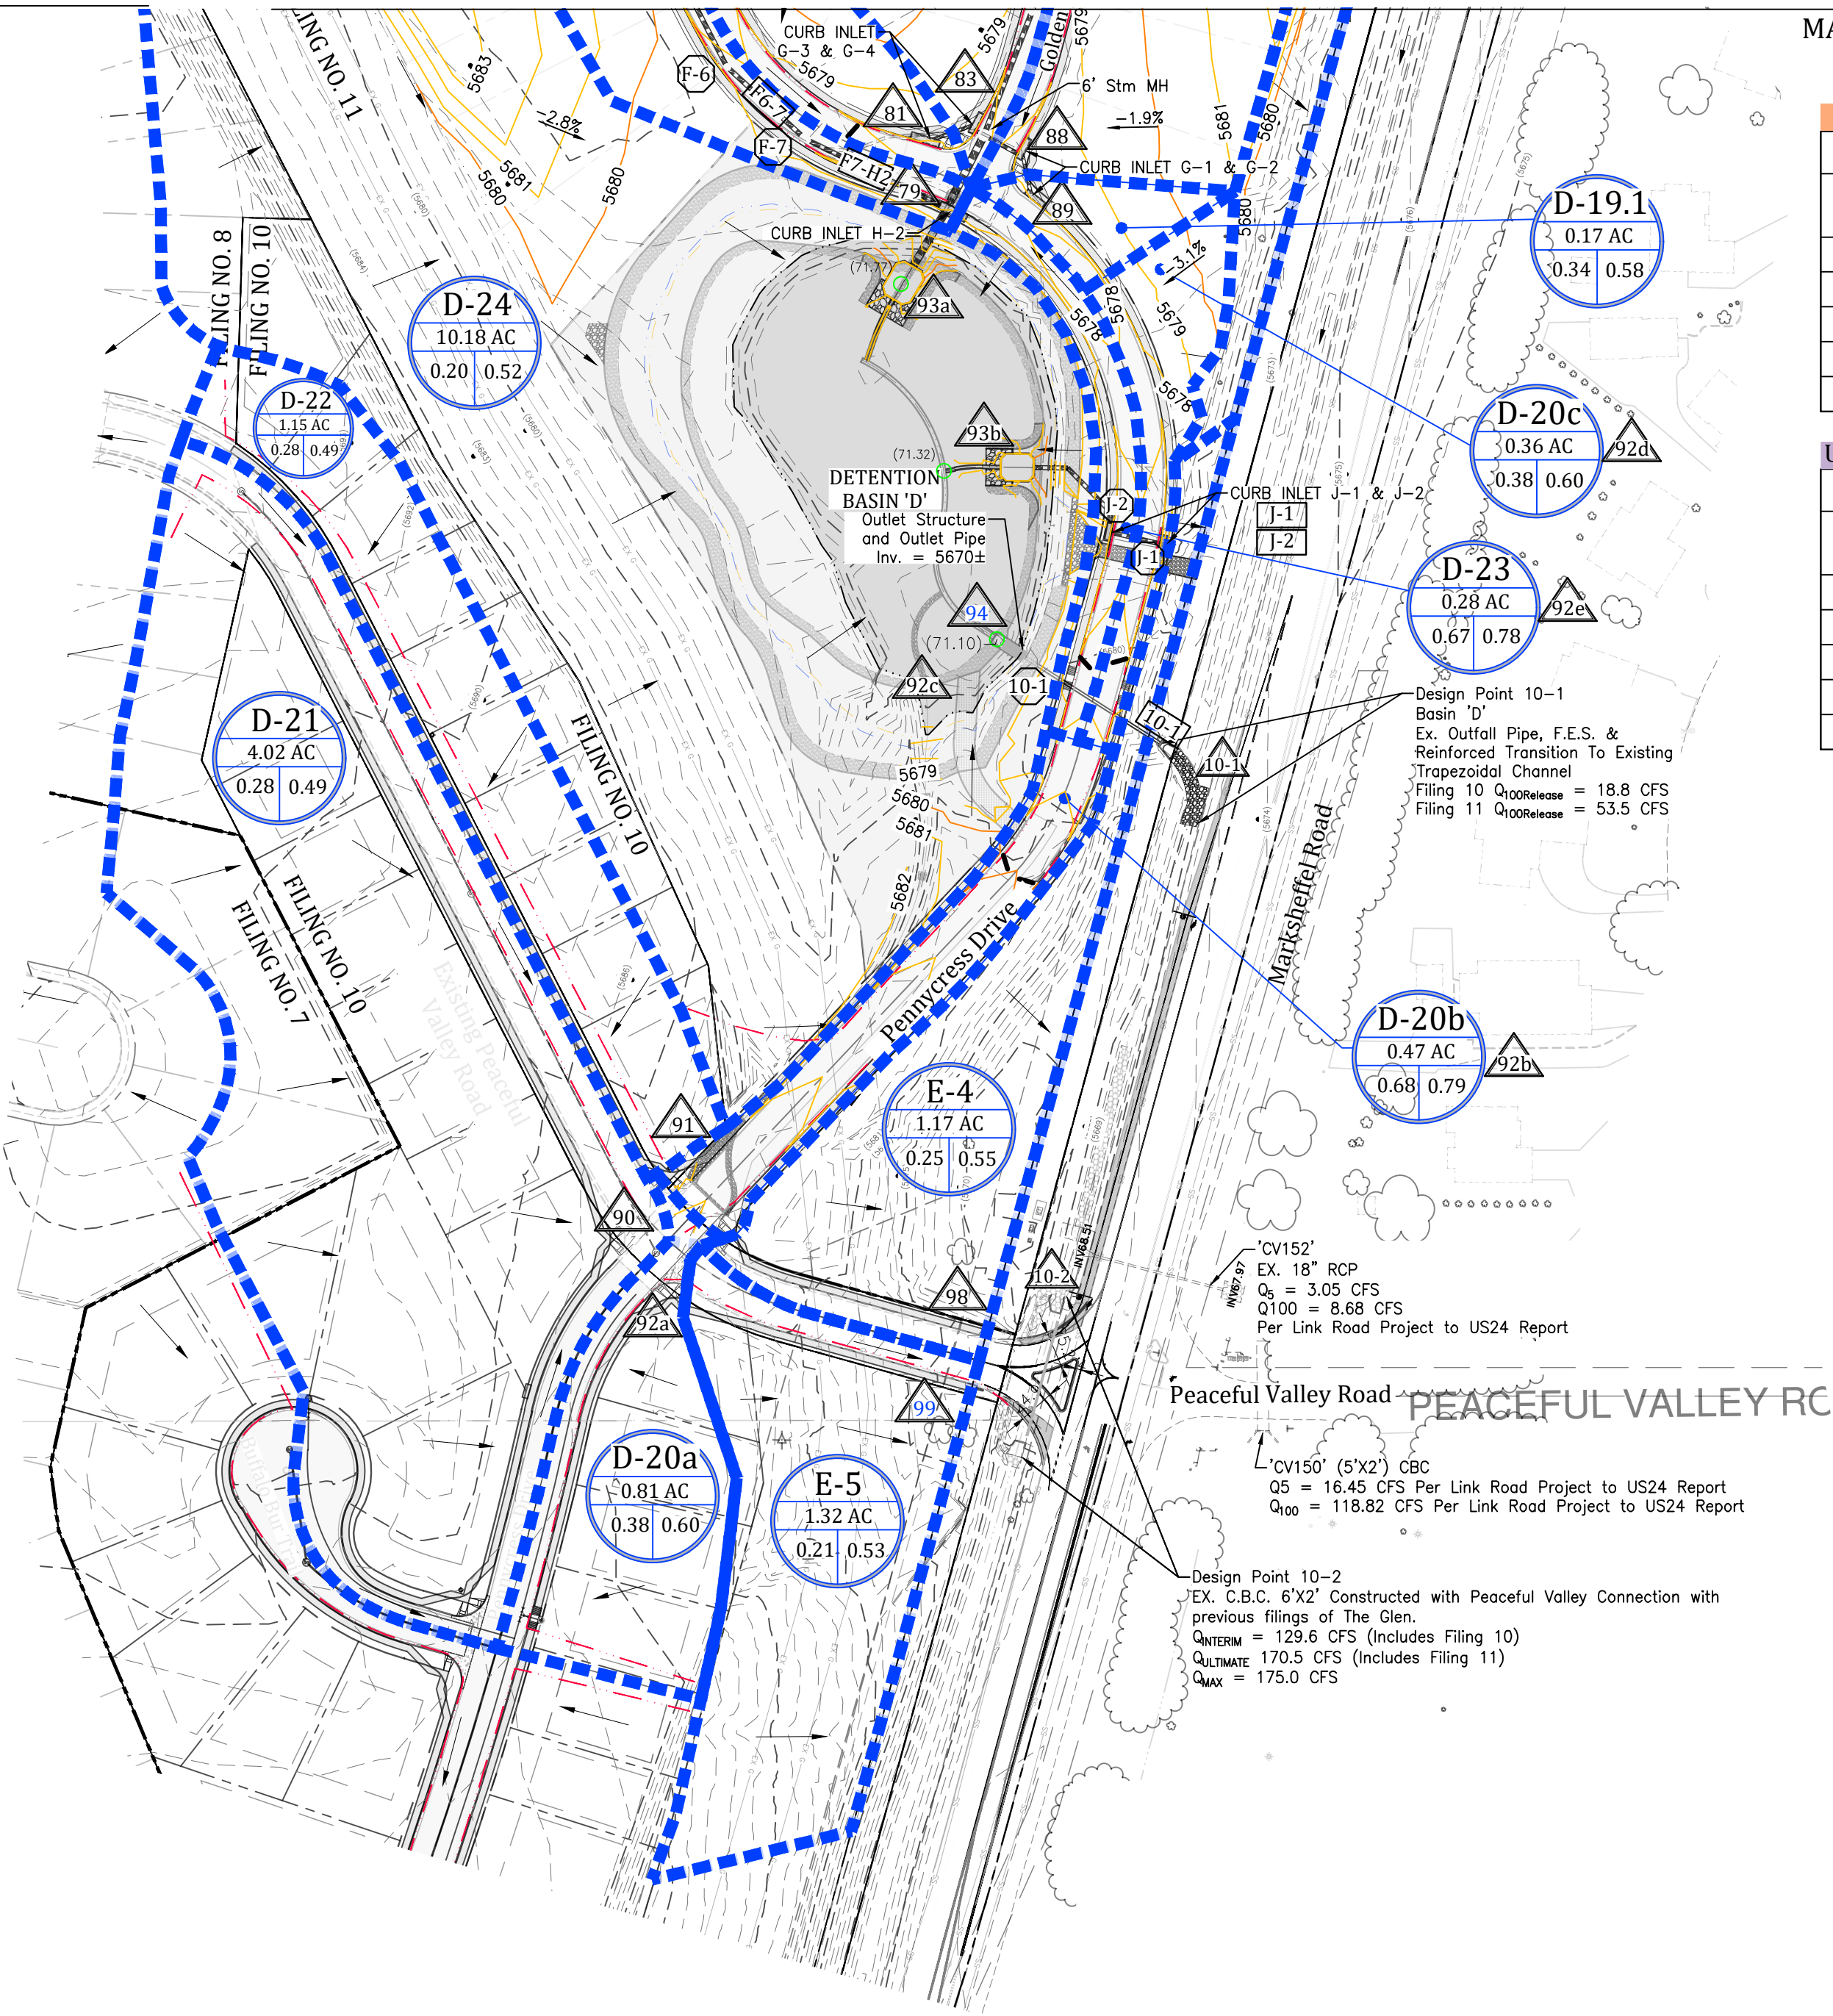 MA
FILING NO. 11
5683
-2.8%
5681
5680
5680
F-6
F6-7
F-7
F7-H2
CURB INLET
G-3 & G-4
5679
5679
5679
Golden
83
81
6' Stm MH
88
-1.9%
5681
5680
CURB INLET G-1 & G-2
79
89
CURB INLET H-2
5680
-3.1%
D-19.1
0.17 AC
0.34 0.58
(71.77)
93a
5678
5678
5679
5678
FILING NO. 8
FILING NO. 10
D-24
10.18 AC
0.20 0.52
D-22
1.15 AC
0.28 0.49
93b
(71.32)
DETENTION
BASIN 'D'
Outlet Structure
and Outlet Pipe
Inv. = 5670±
J-2
J-1
CURB INLET J-1 & J-2
J-1
J-2
D-20c
0.36 AC
0.38 0.60
92d
U
D-23
0.28 AC
0.67 0.78
92e
94
(71.10)
92c
10-1
10-1
10-1
Design Point 10-1
Basin 'D'
Ex. Outfall Pipe, F.E.S. &
Reinforced Transition To Existing
Trapezoidal Channel
Filing 10 Q100Release = 18.8 CFS
Filing 11 Q100Release = 53.5 CFS
D-21
4.02 AC
0.28 0.49
FILING NO. 10
5679
5680
5681
5682
FILING NO. 10
FILING NO. 7
Existing Peaceful
Valley Road
Pennycress Drive
Marksheffel Road
D-20b
0.47 AC
0.68 0.79
92b
E-4
1.17 AC
0.25 0.55
91
90
92a
98
10-2
INV68.51
INV67.97
'CV152'
EX. 18" RCP
Q5 = 3.05 CFS
Q100 = 8.68 CFS
Per Link Road Project to US24 Report
99
Peaceful Valley Road
PEACEFUL VALLEY RO
'CV150' (5'X2') CBC
Q5 = 16.45 CFS Per Link Road Project to US24 Report
Q100 = 118.82 CFS Per Link Road Project to US24 Report
D-20a
0.81 AC
0.38 0.60
E-5
1.32 AC
0.21 0.53
Design Point 10-2
EX. C.B.C. 6'X2' Constructed with Peaceful Valley Connection with
previous filings of The Glen.
QINTERIM = 129.6 CFS (Includes Filing 10)
QULTIMATE 170.5 CFS (Includes Filing 11)
QMAX = 175.0 CFS